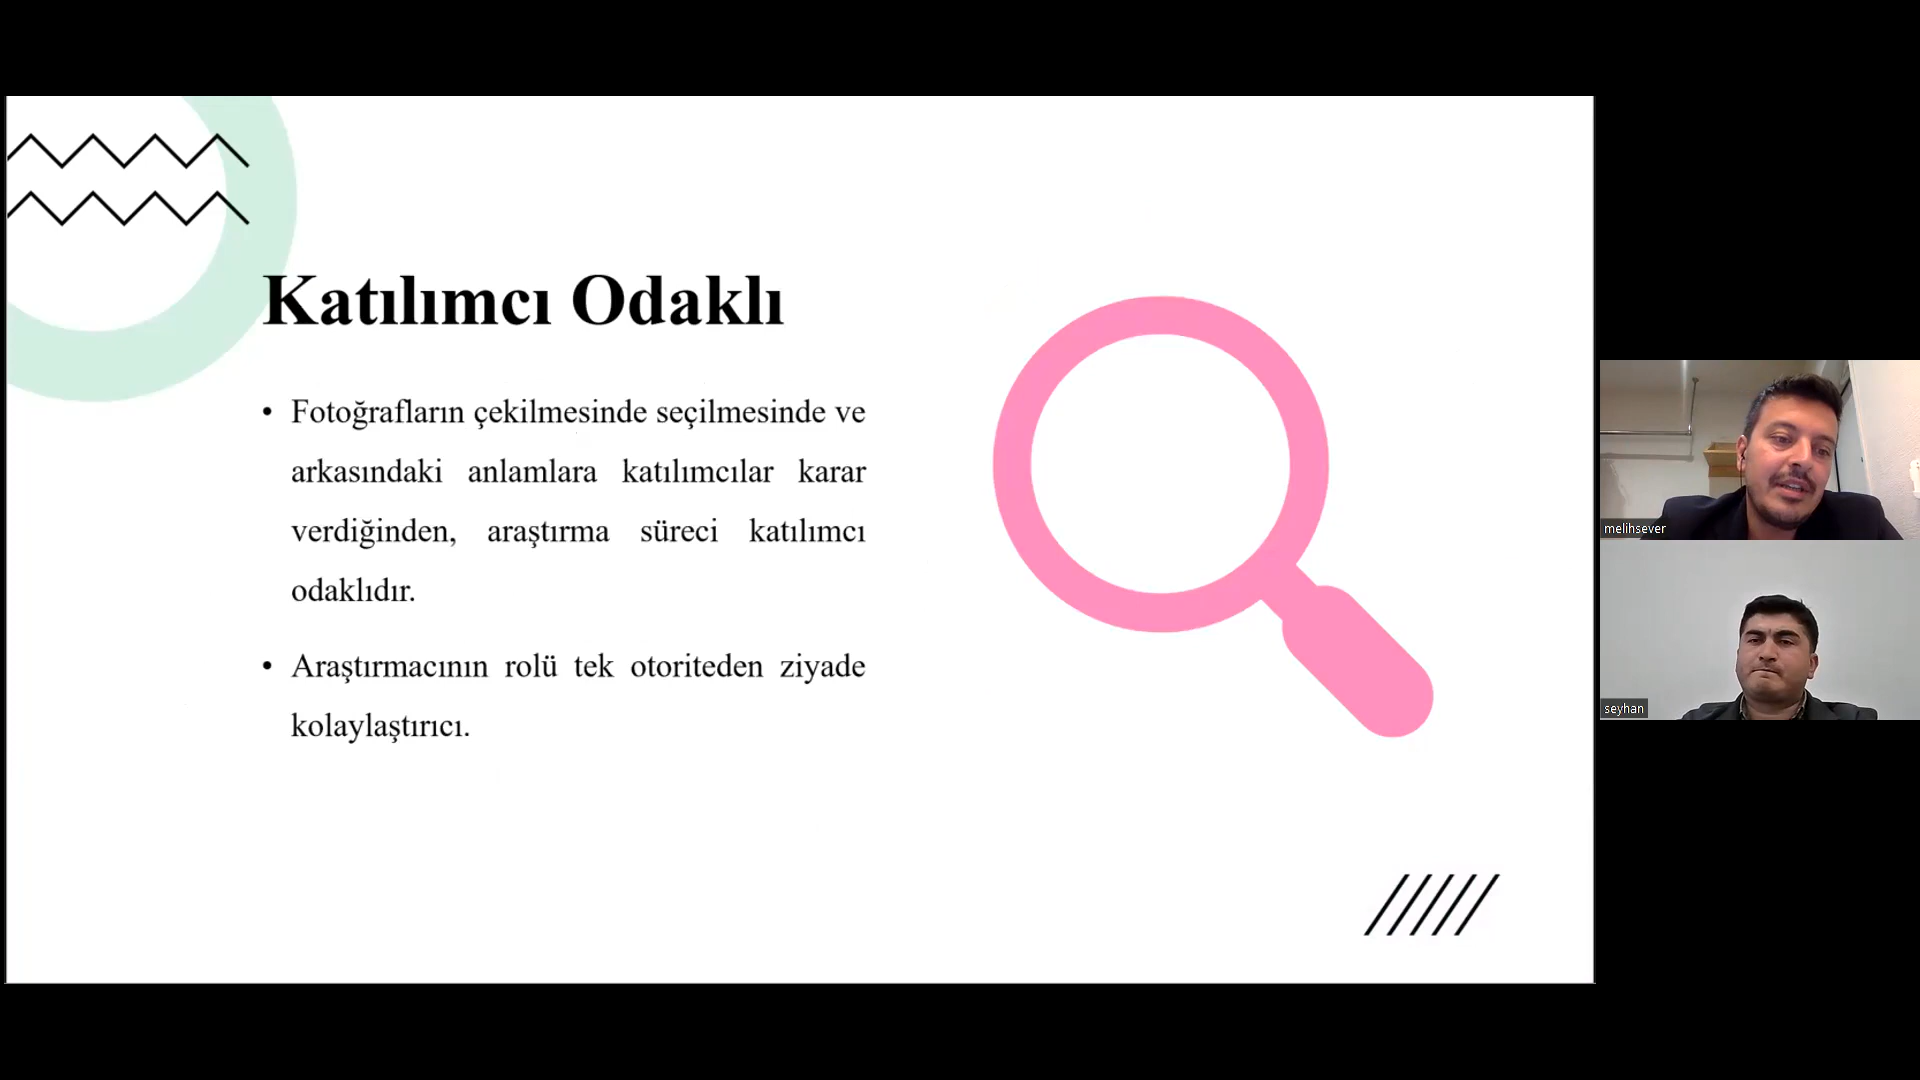 Katılımcı Odaklı
• Fotoğrafların çekilmesinde seçilmesinde ve
arkasındaki anlamlara katılımcılar karar
verdiğinden, araştırma süreci katılımcı
odaklıdır.
• Araştırmacının rolü tek otoriteden ziyade
kolaylaştırıcı.
melihsever
seyhan